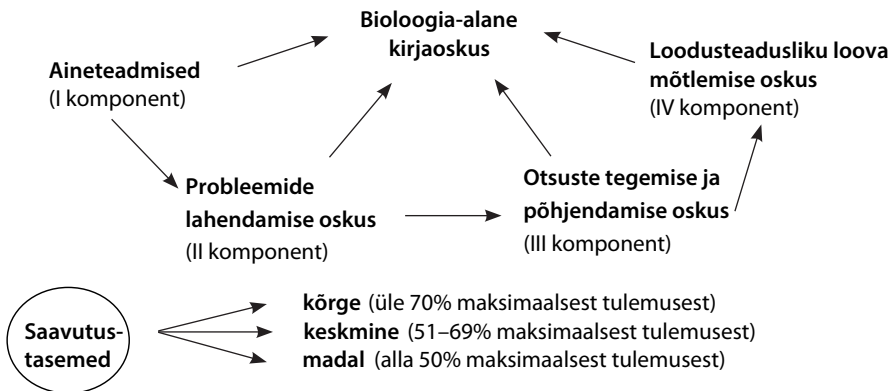 Bioloogia-alane
kirjaoskus
Aineteadmised
(I komponent)
Loodusteadusliku loova
mõtlemise oskus
(IV komponent)
Probleemide
lahendamise oskus
(II komponent)
Otsuste tegemise ja
põhjendamise oskus
(III komponent)
Saavutus-
tasemed
kõrge (üle 70% maksimaalsest tulemusest)
keskmine (51–69% maksimaalsest tulemusest)
madal (alla 50% maksimaalsest tulemusest)